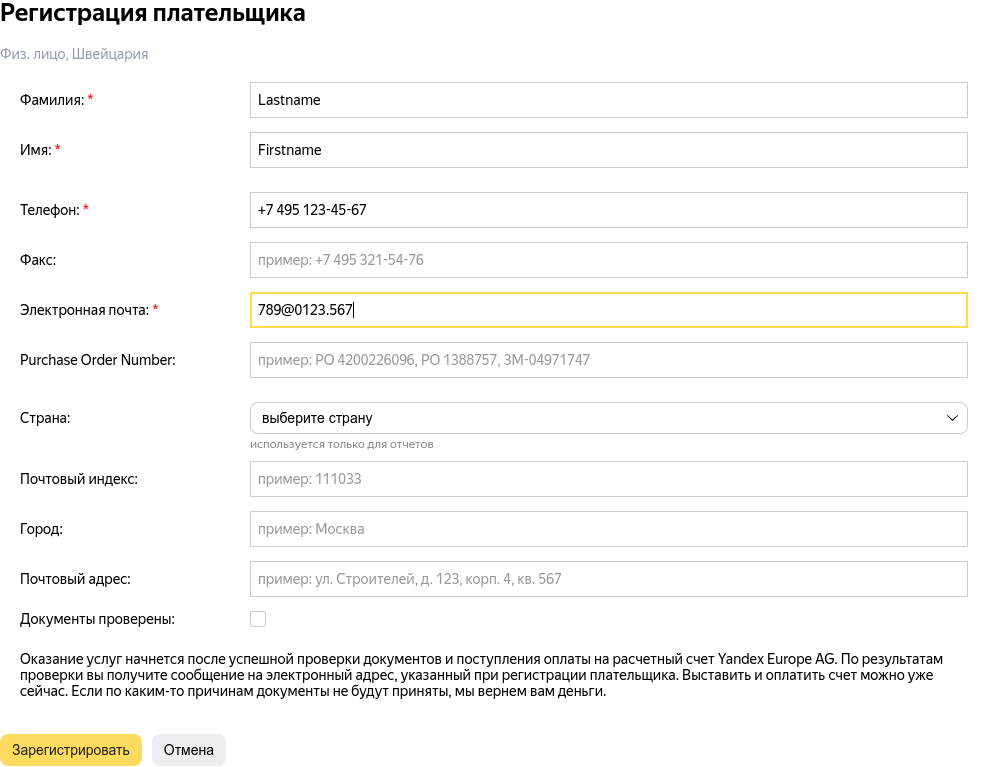 Регистрация плательщика
Физ. лицо, Швейцария
Фамилия: * Lastname
Имя: * Firstname
Телефон: * +7 495 123-45-67
Факс: пример: +7 495 321-54-76
Электронная почта: * 789@0123.567
Purchase Order Number: пример: PO 4200226096, PO 1388757, 3M-04971747
Страна: выберите страну
используется только для отчетов
Почтовый индекс: пример: 111033
Город: пример: Москва
Почтовый адрес: пример: ул. Строителей, д. 123, корп. 4, кв. 567
Документы проверены:
Оказание услуг начнется после успешной проверки документов и поступления оплаты на расчетный счет Yandex Europe AG. По результатам
проверки вы получите сообщение на электронный адрес, указанный при регистрации плательщика. Выставить и оплатить счет можно уже
сейчас. Если по каким-то причинам документы не будут приняты, мы вернем вам деньги.
Зарегистрировать Отмена